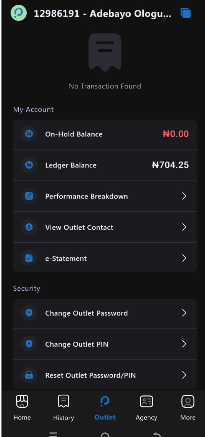 12986191 - Adebayo Ologu...
No Transaction Found
My Account
On-Hold Balance ₦0.00
Ledger Balance ₦704.25
Performance Breakdown
View Outlet Contact
e-Statement
Security
Change Outlet Password
Change Outlet PIN
Reset Outlet Password/PIN
Home History Outlet Agency More